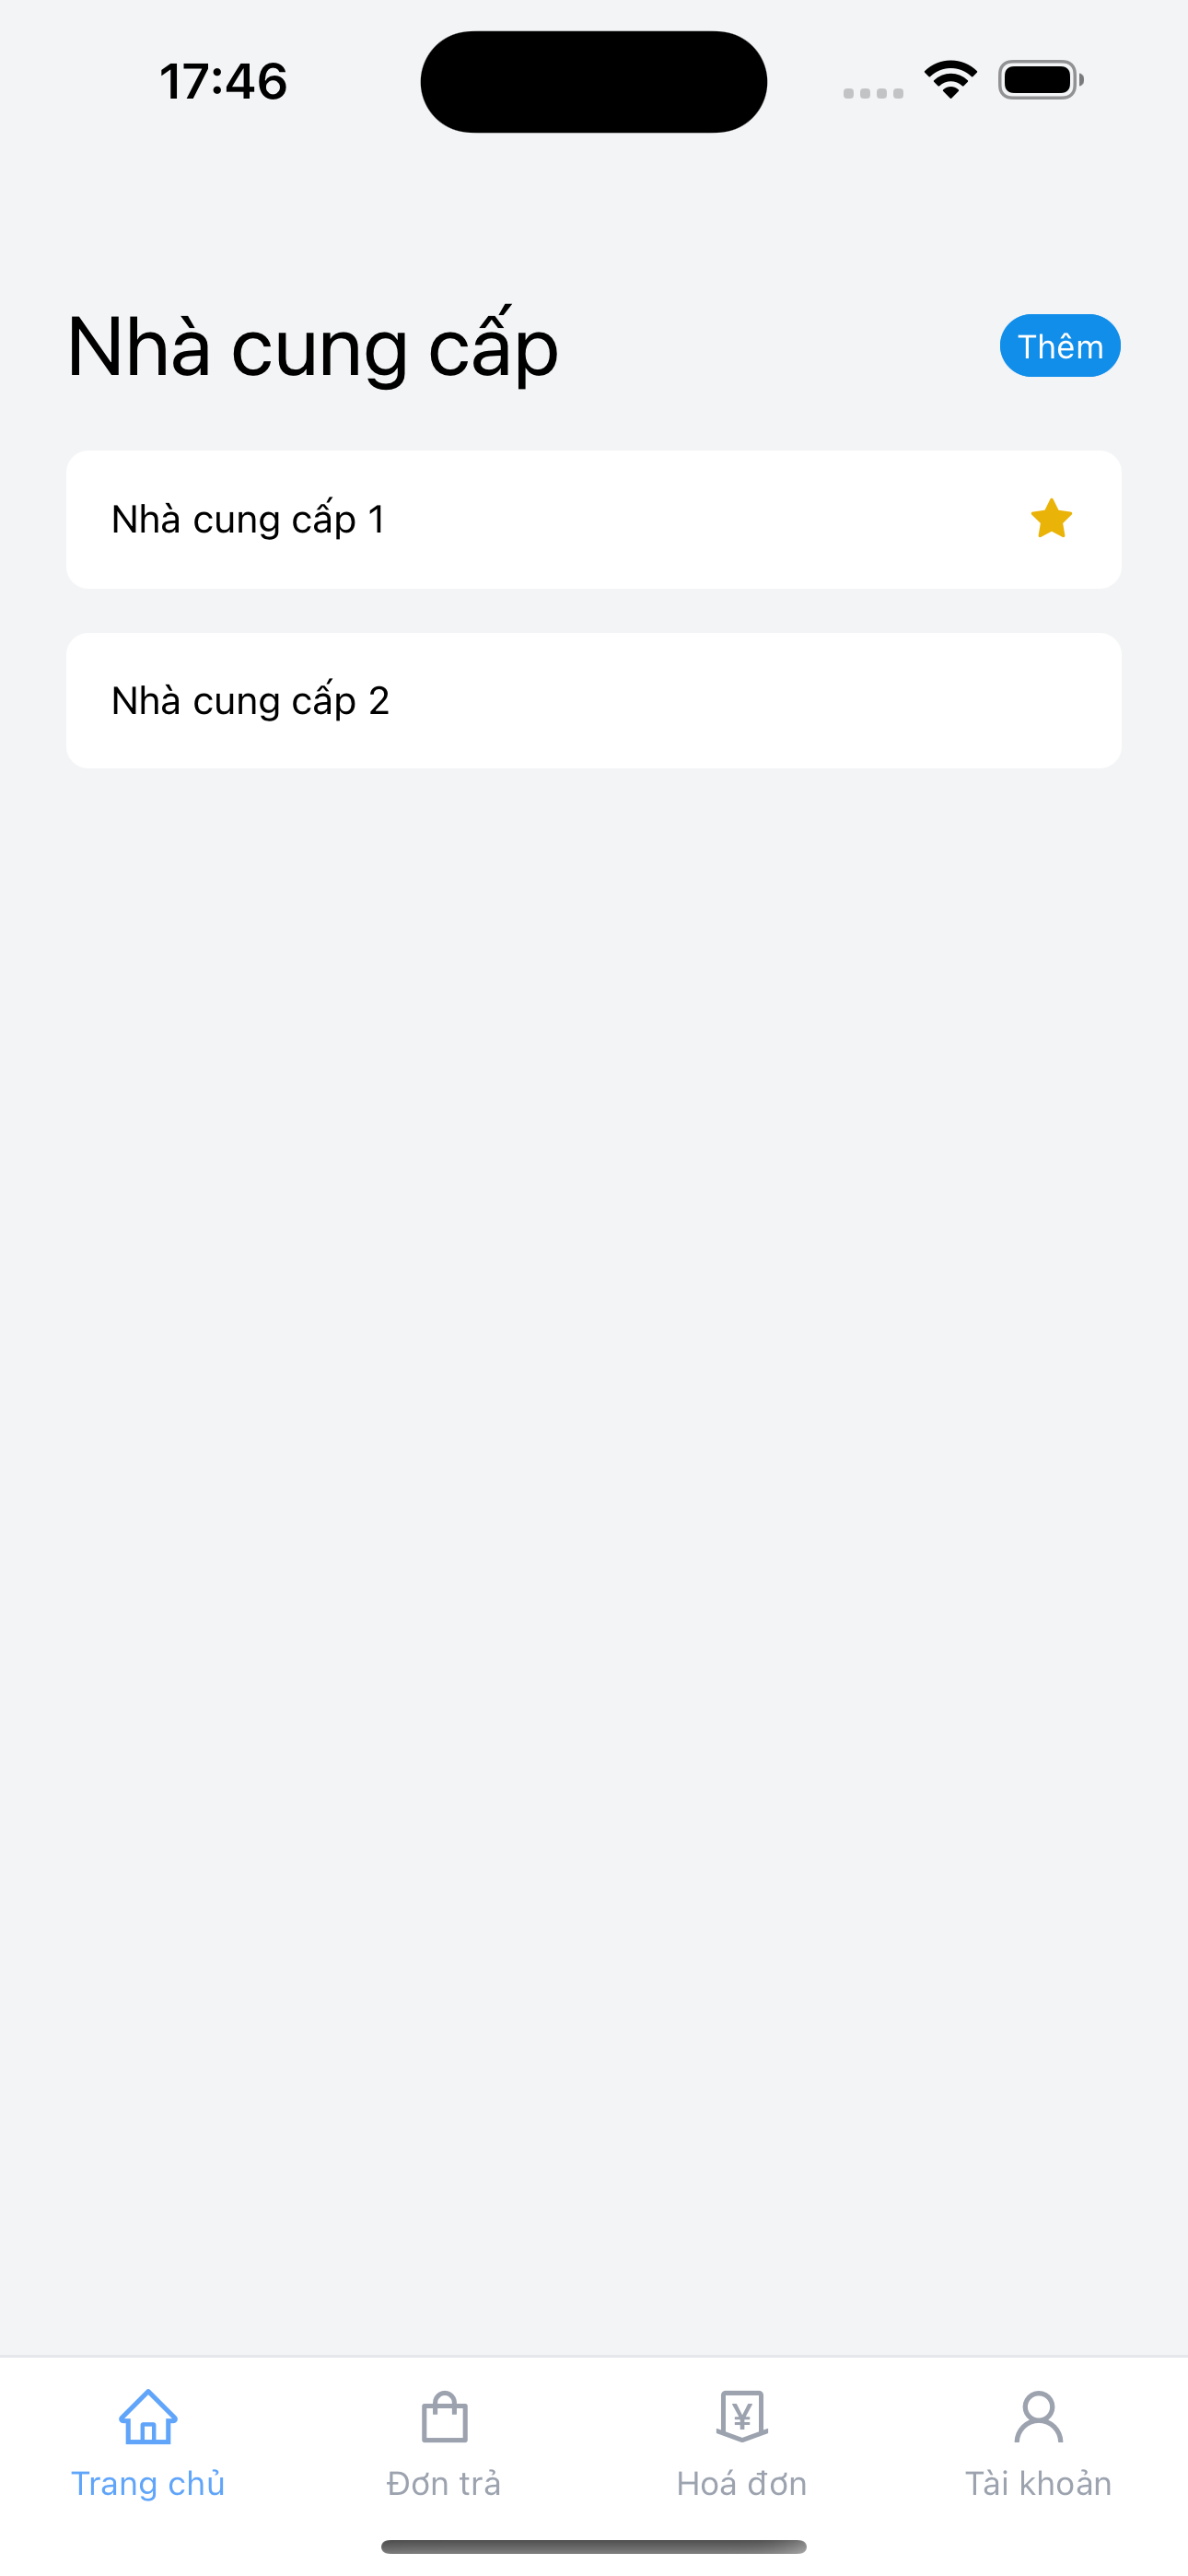 17:46
Nhà cung cấp
Thêm
Nhà cung cấp 1
Nhà cung cấp 2
¥
Trang chủ
Đơn trả
Hoá đơn
Tài khoản